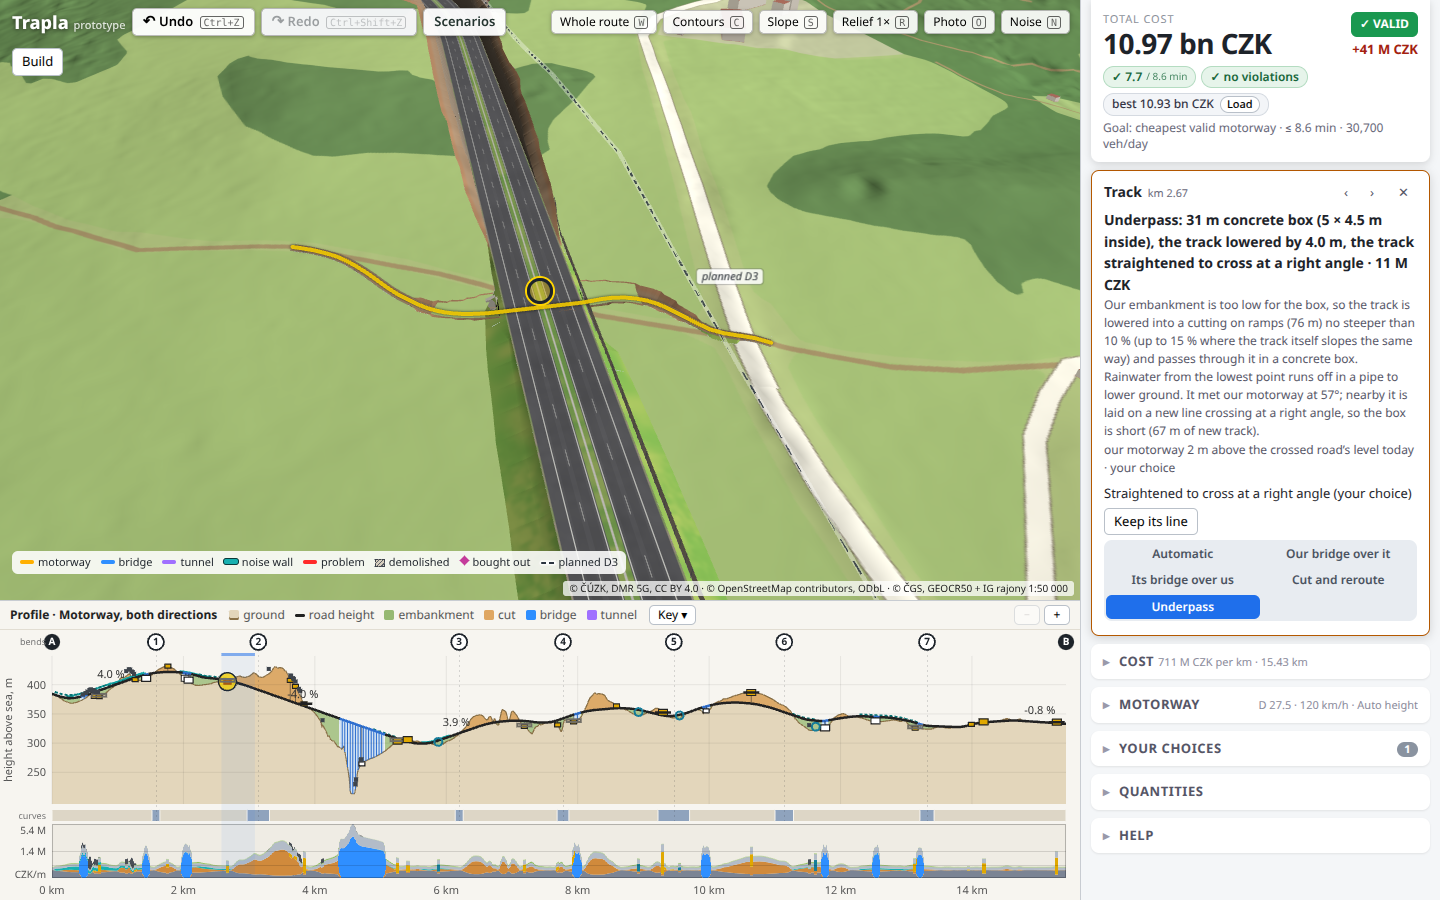 Trapla prototype
↶ Undo Ctrl+Z
↷ Redo Ctrl+Shift+Z
Scenarios
Whole route W
Contours C
Slope S
Relief 1× R
Photo O
Noise N
Build
planned D3
motorway bridge tunnel noise wall problem demolished bought out planned D3
© ČÚZK, DMR 5G, CC BY 4.0 · © OpenStreetMap contributors, ODbL · © ČGS, GEOCR50 + IG rajony 1:50 000
TOTAL COST
10.97 bn CZK
✓ VALID
+41 M CZK
✓ 7.7 / 8.6 min
✓ no violations
best 10.93 bn CZK Load
Goal: cheapest valid motorway · ≤ 8.6 min · 30,700
veh/day
Track km 2.67 ‹ › ✕
Underpass: 31 m concrete box (5 × 4.5 m
inside), the track lowered by 4.0 m, the track
straightened to cross at a right angle · 11 M
CZK
Our embankment is too low for the box, so the track is
lowered into a cutting on ramps (76 m) no steeper than
10 % (up to 15 % where the track itself slopes the same
way) and passes through it in a concrete box.
Rainwater from the lowest point runs off in a pipe to
lower ground. It met our motorway at 57°; nearby it is
laid on a new line crossing at a right angle, so the box
is short (67 m of new track).
our motorway 2 m above the crossed road's level today
· your choice
Straightened to cross at a right angle (your choice)
Keep its line
Automatic
Our bridge over it
Its bridge over us
Cut and reroute
Underpass
▶ COST 711 M CZK per km · 15.43 km
▶ MOTORWAY D 27.5 · 120 km/h · Auto height
▶ YOUR CHOICES 1
▶ QUANTITIES
▶ HELP
Profile · Motorway, both directions ground road height embankment cut bridge tunnel Key ▾ − +
bends A 1 2 3 4 5 6 7 B
height above sea, m
400
350
300
250
4.0 %
4.0 %
3.9 %
-0.8 %
curves
5.4 M
1.4 M
CZK/m
0 km 2 km 4 km 6 km 8 km 10 km 12 km 14 km